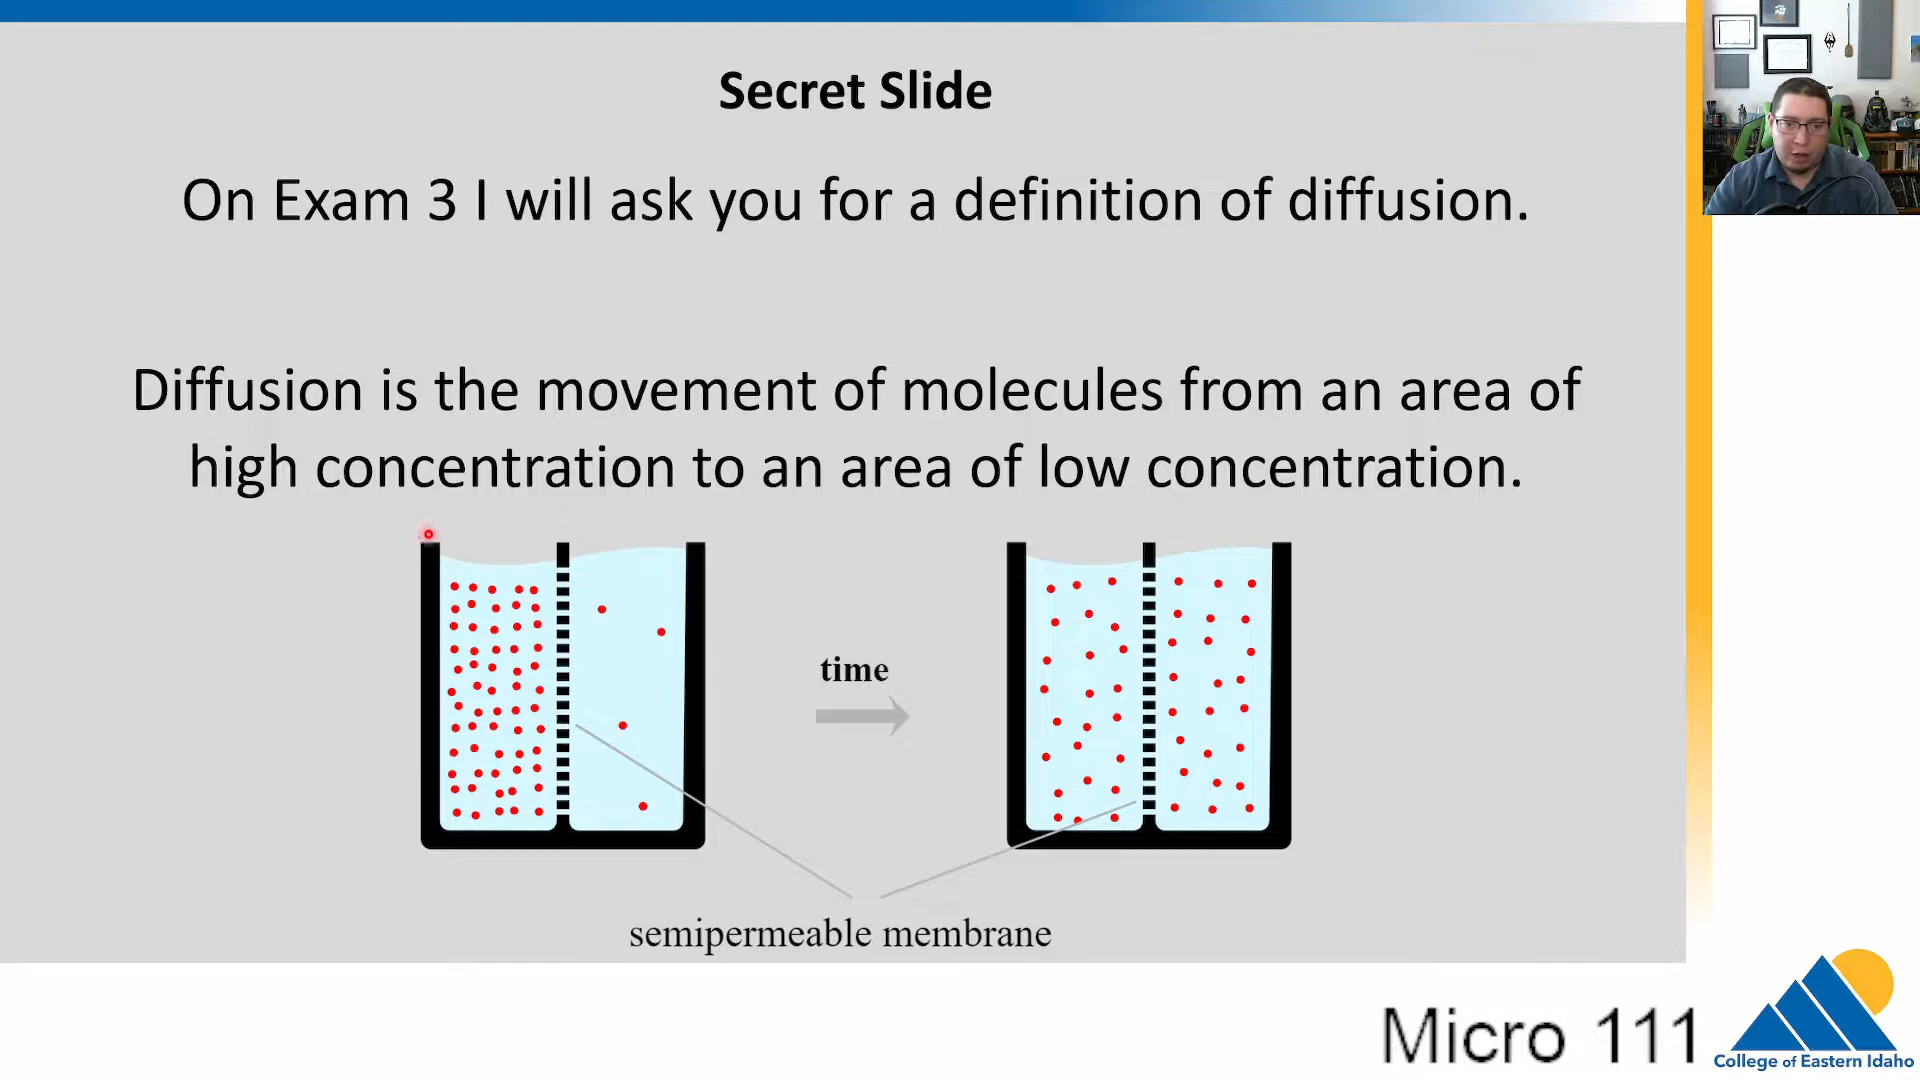 Secret Slide
On Exam 3 I will ask you for a definition of diffusion.
Diffusion is the movement of molecules from an area of
high concentration to an area of low concentration.
time
semipermeable membrane
Micro 111
College of Eastern Idaho